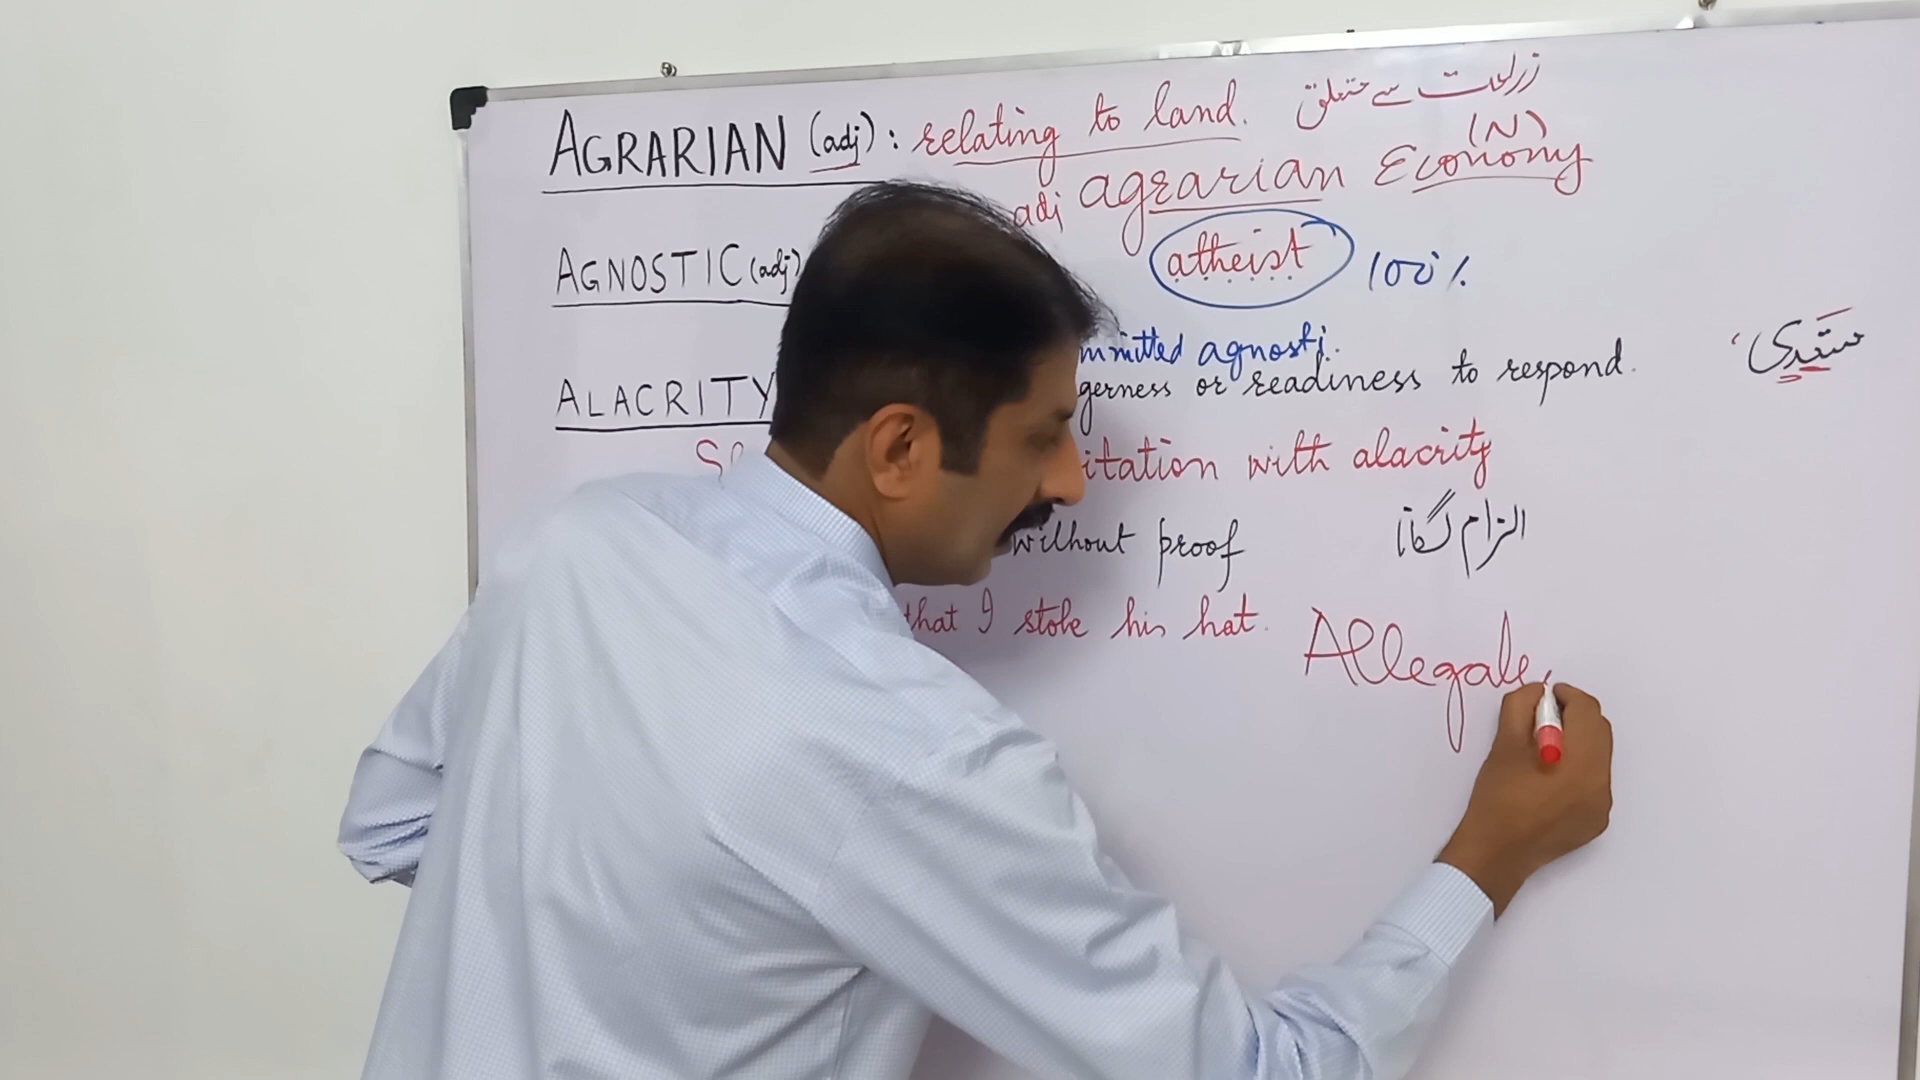 AGRARIAN (adj) : relating to land. زراعت سے متعلق
(N)
adj agrarian Economy
AGNOSTIC (adj) atheist 100%
mmitted agnosti
ALACRITY gerness or readiness to respond. مستعدی
itation with alacrity
without proof الزام لگانا
that I stole his hat.
Allegale